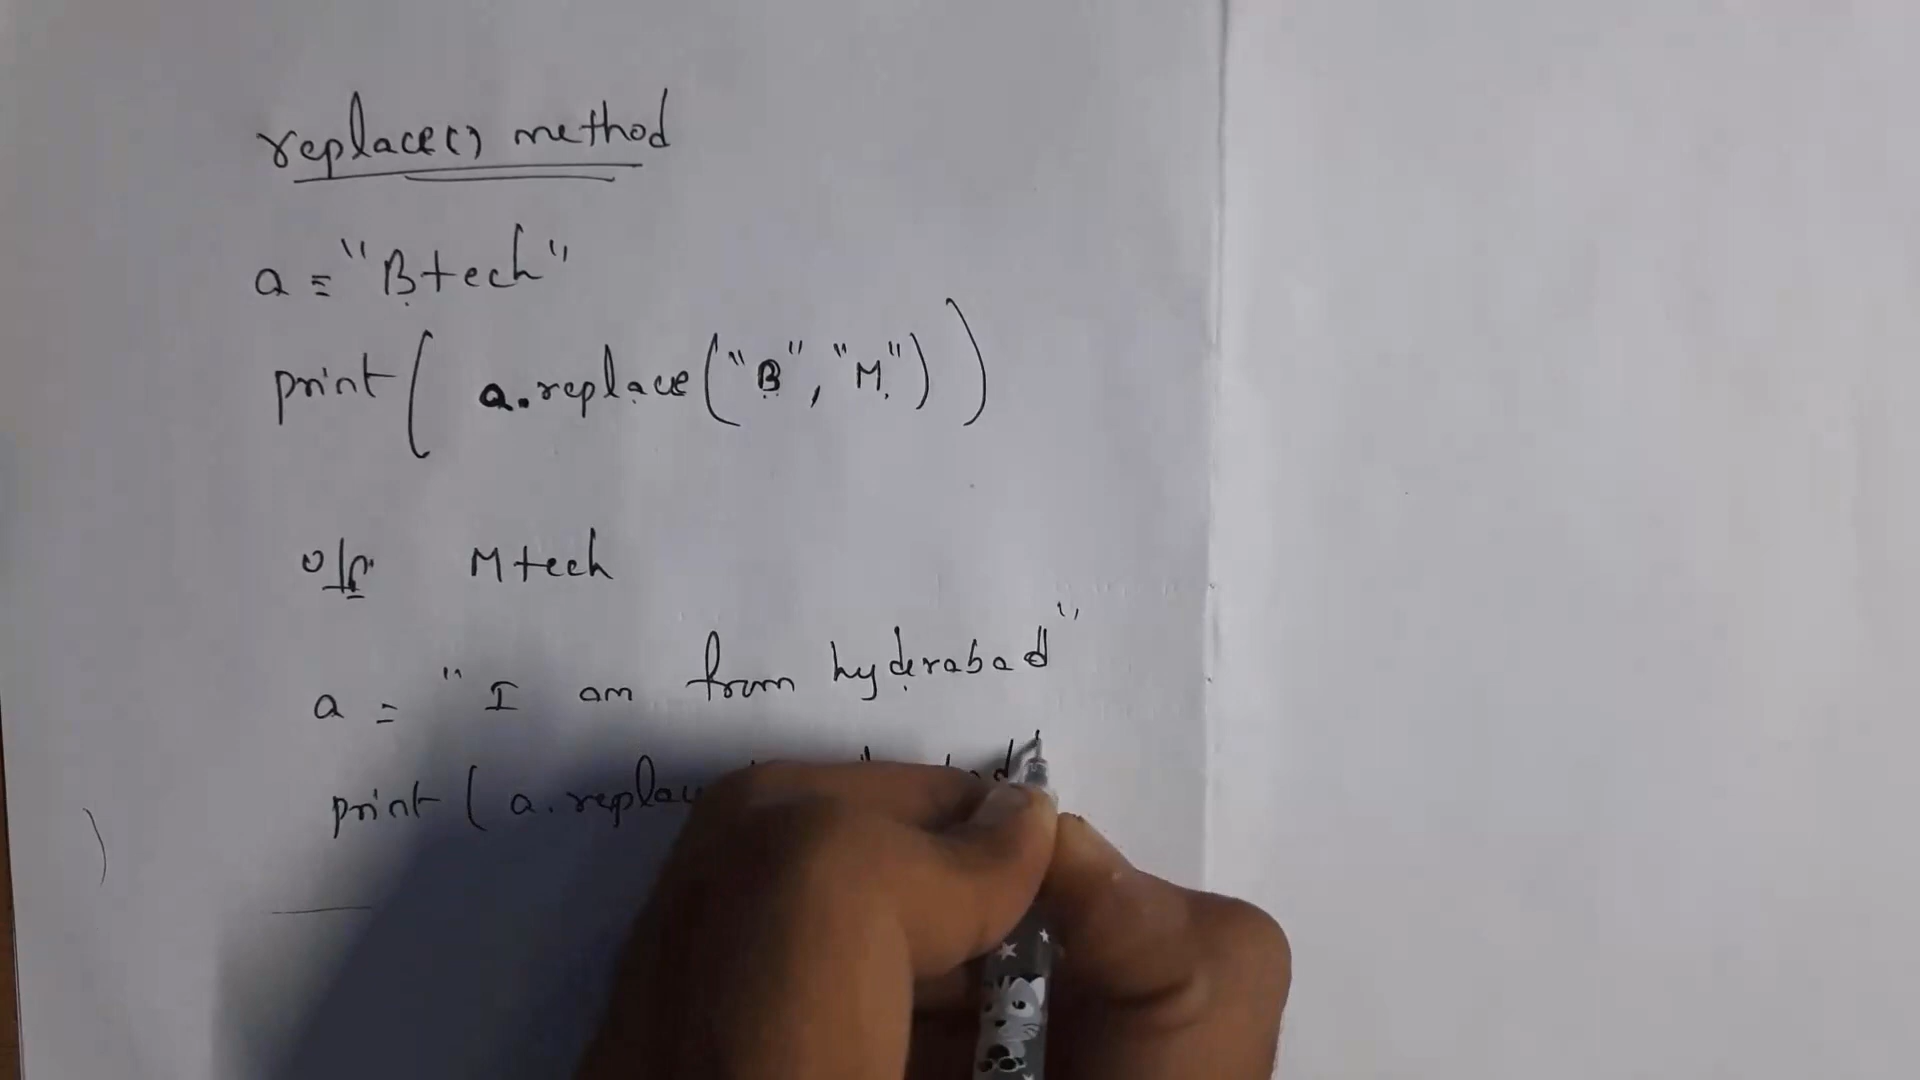 replace() method
a = "Btech"
print( a.replace("B", "M") )
o/p Mtech
a = "I am from hyderabad"
print ( a.replac
)